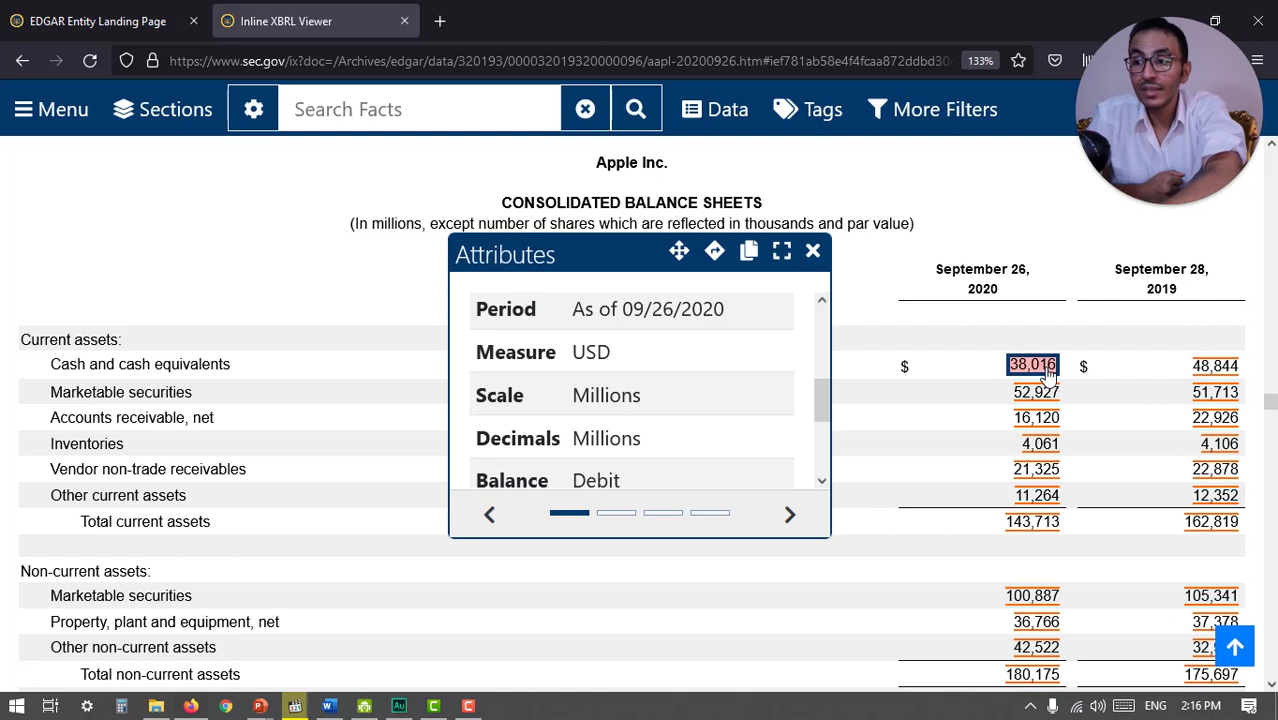 EDGAR Entity Landing Page
Inline XBRL Viewer
https://www.sec.gov/ix?doc=/Archives/edgar/data/320193/000032019320000096/aapl-20200926.htm#ief781ab58e4f4fcaa872ddbd30
133%
Menu
Sections
Search Facts
Data
Tags
More Filters
Apple Inc.
CONSOLIDATED BALANCE SHEETS
(In millions, except number of shares which are reflected in thousands and par value)
Attributes
Period As of 09/26/2020
Measure USD
Scale Millions
Decimals Millions
Balance Debit
September 26, 2020
September 28, 2019
Current assets:
Cash and cash equivalents $ 38,016 $ 48,844
Marketable securities 52,927 51,713
Accounts receivable, net 16,120 22,926
Inventories 4,061 4,106
Vendor non-trade receivables 21,325 22,878
Other current assets 11,264 12,352
Total current assets 143,713 162,819
Non-current assets:
Marketable securities 100,887 105,341
Property, plant and equipment, net 36,766 37,378
Other non-current assets 42,522
Total non-current assets 180,175 175,697
ENG 2:16 PM